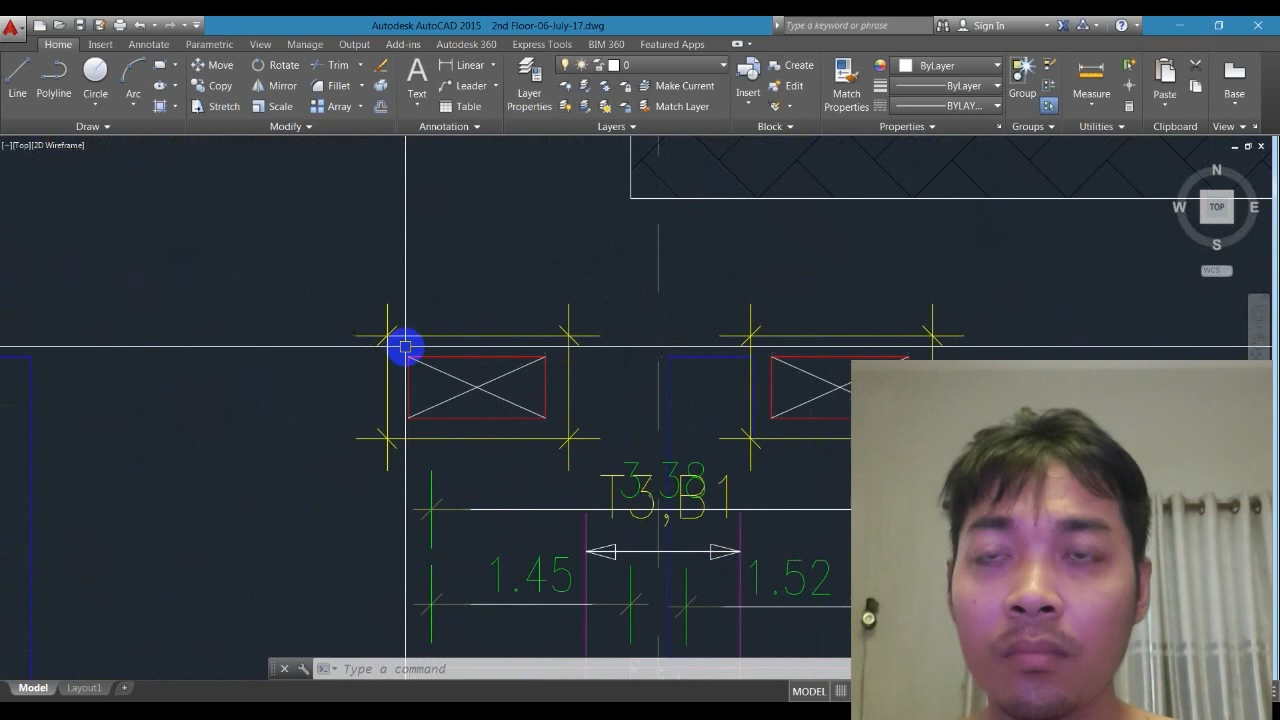 Autodesk AutoCAD 2015 2nd Floor-06-July-17.dwg
Type a keyword or phrase
Sign In
Home Insert Annotate Parametric View Manage Output Add-ins Autodesk 360 Express Tools BIM 360 Featured Apps
Line Polyline Circle Arc
Move Rotate Trim
Copy Mirror Fillet
Stretch Scale Array
Text Linear
Leader
Table
Layer Properties
0
Make Current
Match Layer
Insert Create
Edit
Match Properties
ByLayer
ByLayer
BYLAY...
Group
Measure
Paste
Base
Draw Modify Annotation Layers Block Properties Groups Utilities Clipboard View
[–][Top][2D Wireframe]
N
W TOP E
S
WCS
3.38
T3,B1
1.45 1.52
Type a command
Model Layout1 +
MODEL